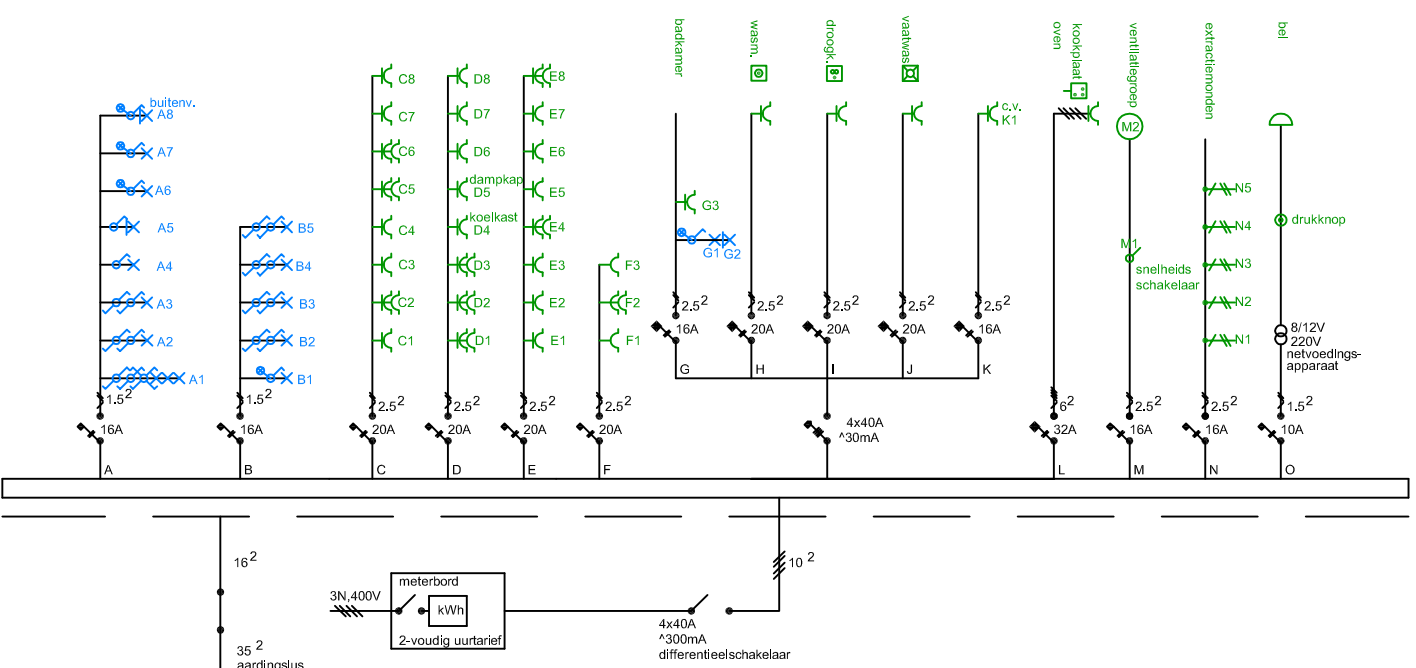 badkamer
wasm.
droogk.
vaatwas
oven
kookplaat
ventilatiegroep
extractiemonden
bel
buitenv.
A8
A7
A6
A5
A4
A3
A2
A1
1.5²
16A
A
B5
B4
B3
B2
B1
1.5²
16A
B
C8
C7
C6
C5
C4
C3
C2
C1
2.5²
20A
C
D8
D7
D6
dampkap
D5
koelkast
D4
D3
D2
D1
2.5²
20A
D
E8
E7
E6
E5
E4
E3
E2
E1
2.5²
20A
E
F3
F2
F1
2.5²
20A
F
G3
G1 G2
2.5²
16A
G
2.5²
20A
H
2.5²
20A
I
2.5²
20A
J
c.v.
K1
2.5²
16A
K
4x40A
^30mA
6²
32A
L
M2
M1
snelheids
schakelaar
2.5²
16A
M
N5
N4
N3
N2
N1
2.5²
16A
N
drukknop
8/12V
220V
netvoedings-
apparaat
1.5²
10A
O
16²
35²
aardingslus
3N,400V
meterbord
kWh
2-voudig uurtarief
4x40A
^300mA
differentieelschakelaar
10²